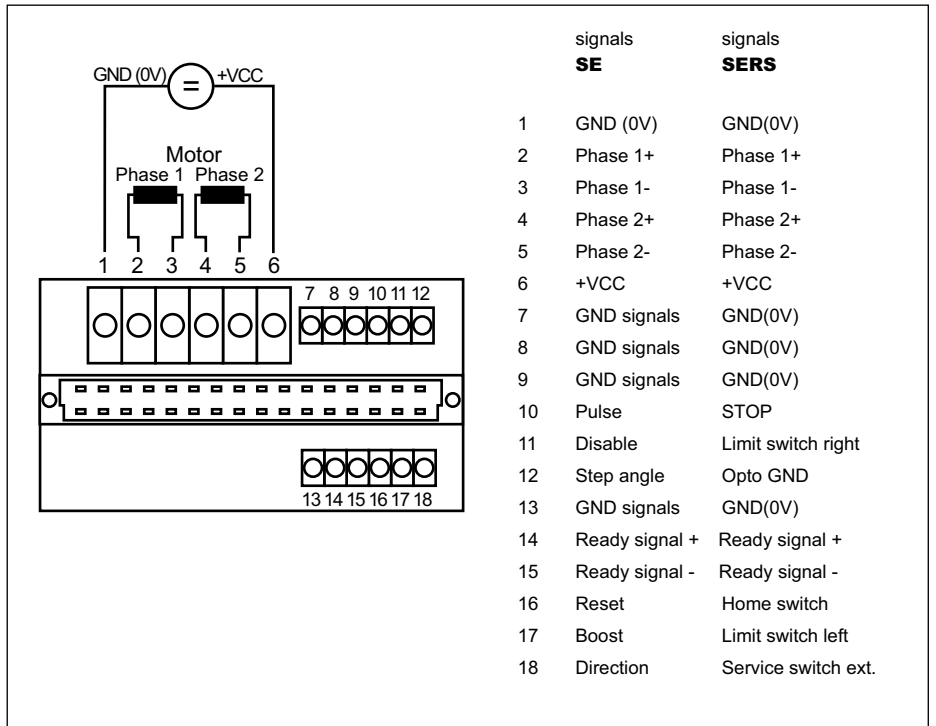 GND (0V) = +VCC
Motor
Phase 1 Phase 2
1 2 3 4 5 6
7 8 9 10 11 12
13 14 15 16 17 18
signals signals
SE SERS
1 GND (0V) GND(0V)
2 Phase 1+ Phase 1+
3 Phase 1- Phase 1-
4 Phase 2+ Phase 2+
5 Phase 2- Phase 2-
6 +VCC +VCC
7 GND signals GND(0V)
8 GND signals GND(0V)
9 GND signals GND(0V)
10 Pulse STOP
11 Disable Limit switch right
12 Step angle Opto GND
13 GND signals GND(0V)
14 Ready signal + Ready signal +
15 Ready signal - Ready signal -
16 Reset Home switch
17 Boost Limit switch left
18 Direction Service switch ext.